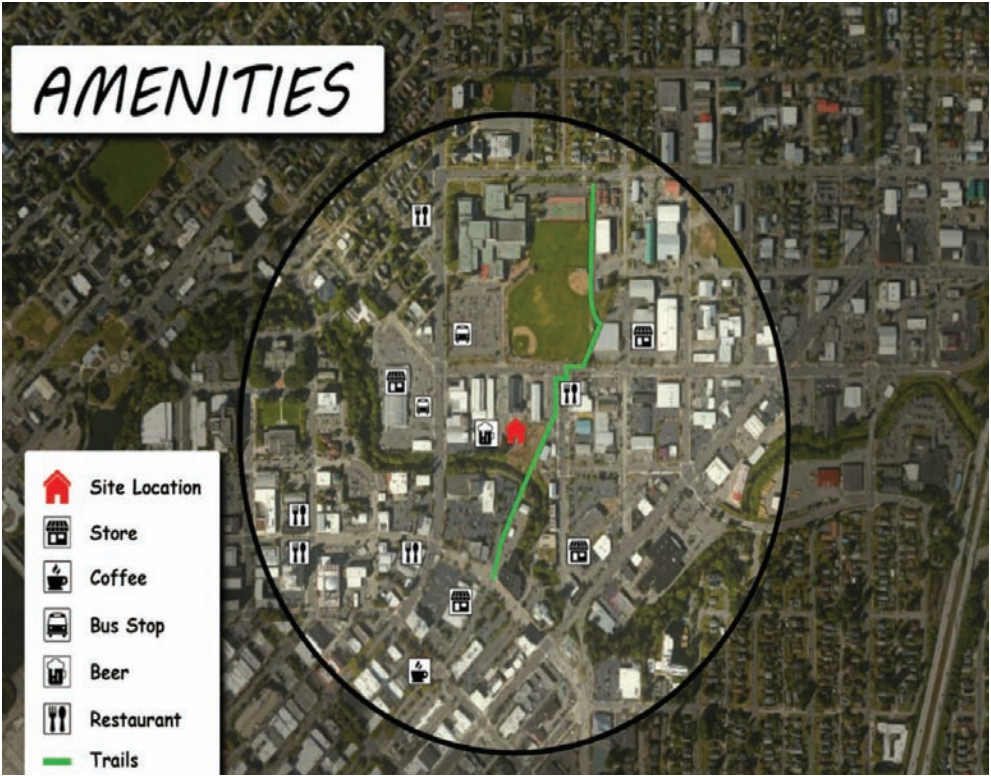 AMENITIES
Site Location
Store
Coffee
Bus Stop
Beer
Restaurant
Trails